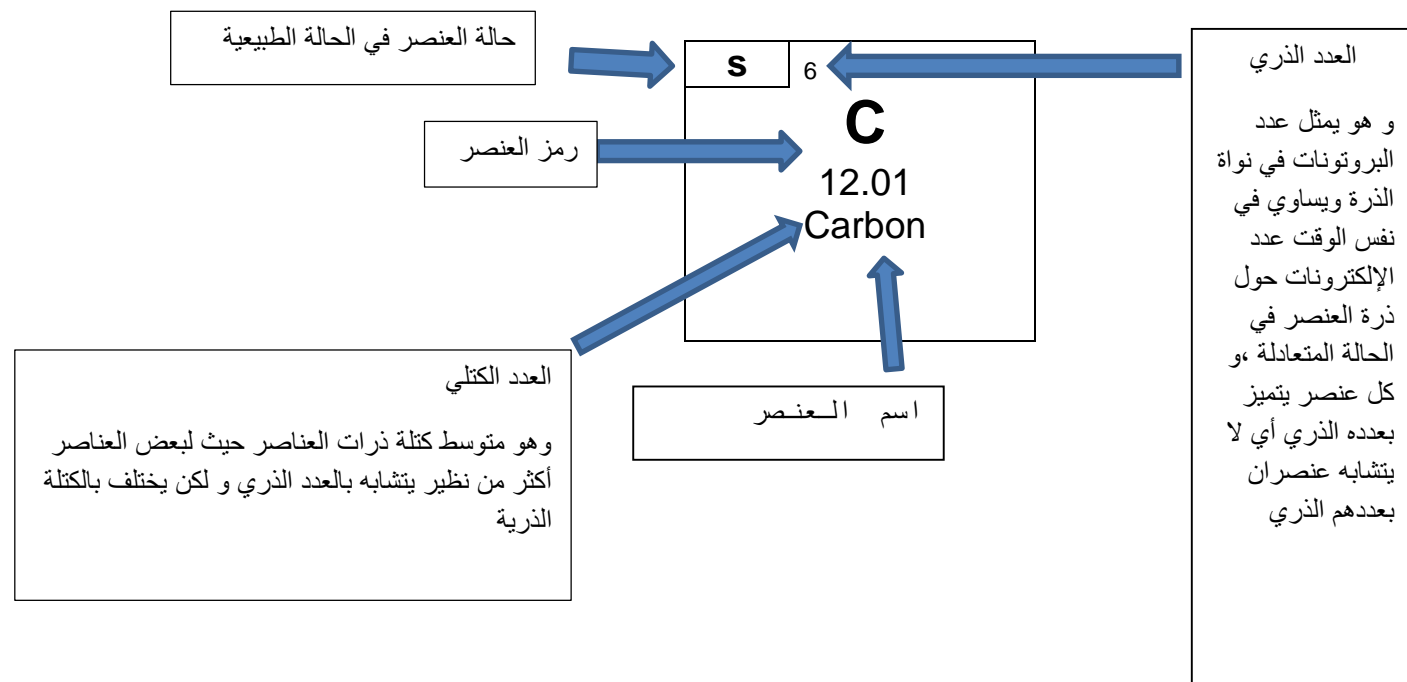 حالة العنصر في الحالة الطبيعية
s
6
C
12.01
Carbon
رمز العنصر
العدد الذري
و هو يمثل عدد
البروتونات في نواة
الذرة ويساوي في
نفس الوقت عدد
الإلكترونات حول
ذرة العنصر في
الحالة المتعادلة ،و
كل عنصر يتميز
بعدده الذري أي لا
يتشابه عنصران
بعددهم الذري
العدد الكتلي
وهو متوسط كتلة ذرات العناصر حيث لبعض العناصر
أكثر من نظير يتشابه بالعدد الذري و لكن يختلف بالكتلة
الذرية
اسم العنصر